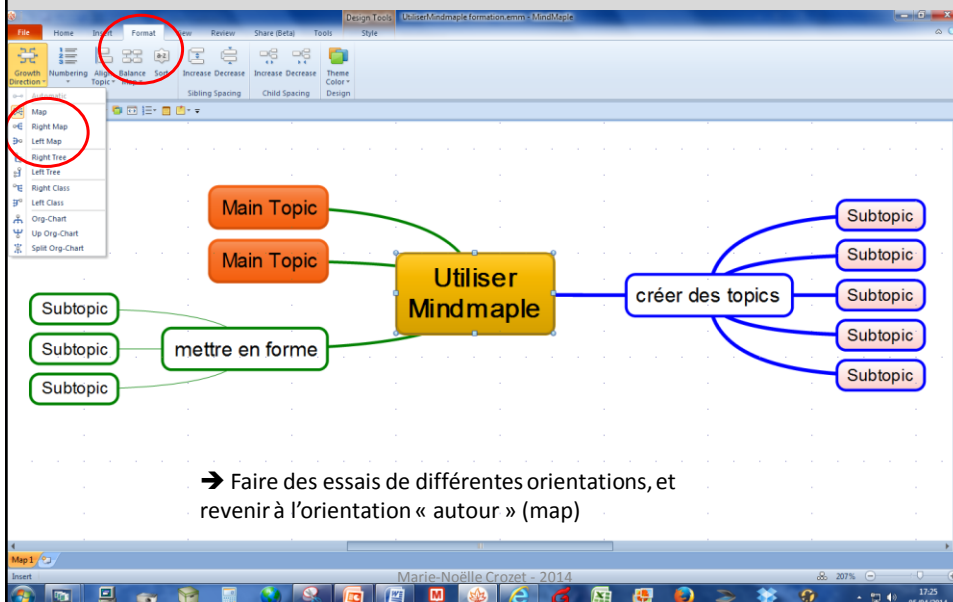 Design Tools UtiliserMindmaple formation.emm - MindMaple
File Home Insert Format View Review Share (Beta) Tools Style
Growth Direction Numbering Align Topic Balance Map Sort Increase Decrease Increase Decrease Theme Color
Sibling Spacing Child Spacing Design
Automatic
Map
Right Map
Left Map
Right Tree
Left Tree
Right Class
Left Class
Org-Chart
Up Org-Chart
Split Org-Chart
Main Topic
Main Topic
Subtopic
Subtopic
Subtopic
mettre en forme
Utiliser
Mindmaple
créer des topics
Subtopic
Subtopic
Subtopic
Subtopic
Subtopic
➔ Faire des essais de différentes orientations, et
revenir à l’orientation « autour » (map)
Map 1
Insert
Marie-Noëlle Crozet - 2014
207%
17:25